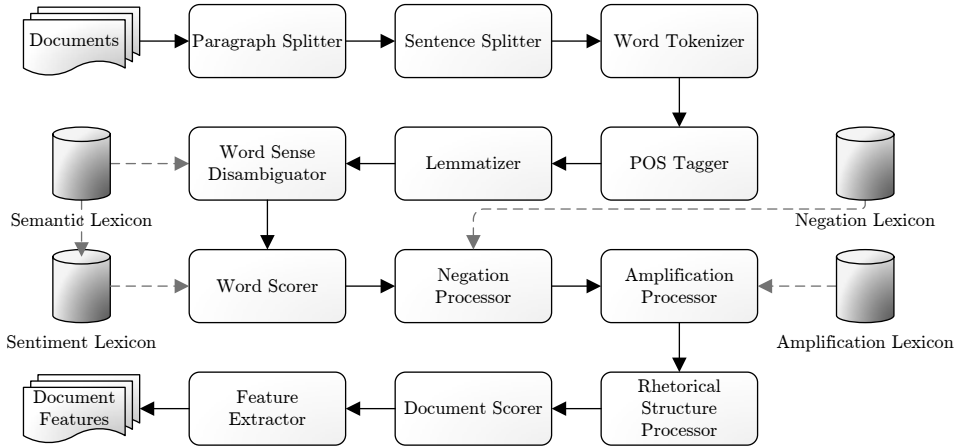 Documents
Paragraph Splitter
Sentence Splitter
Word Tokenizer
Word Sense
Disambiguator
Lemmatizer
POS Tagger
Semantic Lexicon
Negation Lexicon
Word Scorer
Negation
Processor
Amplification
Processor
Sentiment Lexicon
Amplification Lexicon
Document
Features
Feature
Extractor
Document Scorer
Rhetorical
Structure
Processor